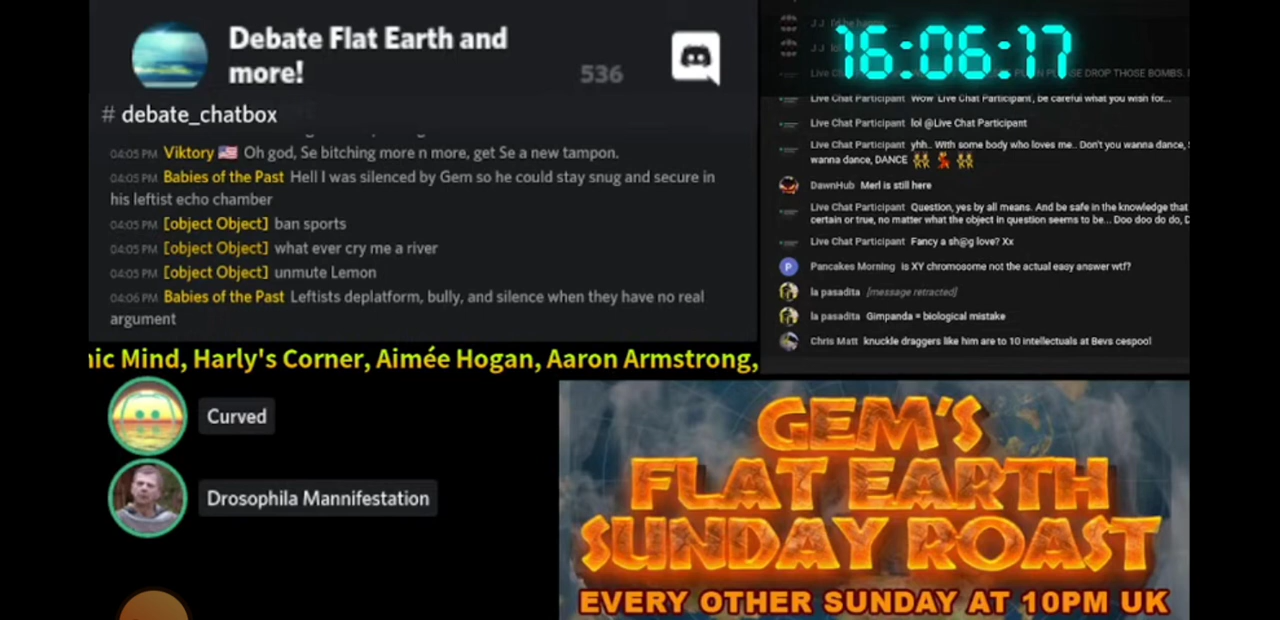 Debate Flat Earth and
more!
536
# debate_chatbox
04:05 PM Viktory 🇺🇸 Oh god, Se bitching more n more, get Se a new tampon.
04:05 PM Babies of the Past Hell I was silenced by Gem so he could stay snug and secure in
his leftist echo chamber
04:05 PM [object Object] ban sports
04:05 PM [object Object] what ever cry me a river
04:05 PM [object Object] unmute Lemon
04:06 PM Babies of the Past Leftists deplatform, bully, and silence when they have no real
argument
nic Mind, Harly's Corner, Aimée Hogan, Aaron Armstrong,
Curved
Drosophila Mannifestation
16:06:17
J.J
J.J
Live Chat Participant DROP THOSE BOMBS.
Live Chat Participant Wow 'Live Chat Participant', be careful what you wish for...
Live Chat Participant lol @Live Chat Participant
Live Chat Participant yhh.. With some body who loves me.. Don't you wanna dance,
wanna dance, DANCE 👯 💃 👯
DawnHub Merl is still here
Live Chat Participant Question, yes by all means. And be safe in the knowledge that
certain or true, no matter what the object in question seems to be... Doo doo do do, D
Live Chat Participant Fancy a sh@g love? Xx
P
Pancakes Morning is XY chromosome not the actual easy answer wtf?
la pasadita [message retracted]
la pasadita Gimpanda = biological mistake
Chris Matt knuckle draggers like him are to 10 intellectuals at Bevs cespool
GEM'S
FLAT EARTH
SUNDAY ROAST
EVERY OTHER SUNDAY AT 10PM UK